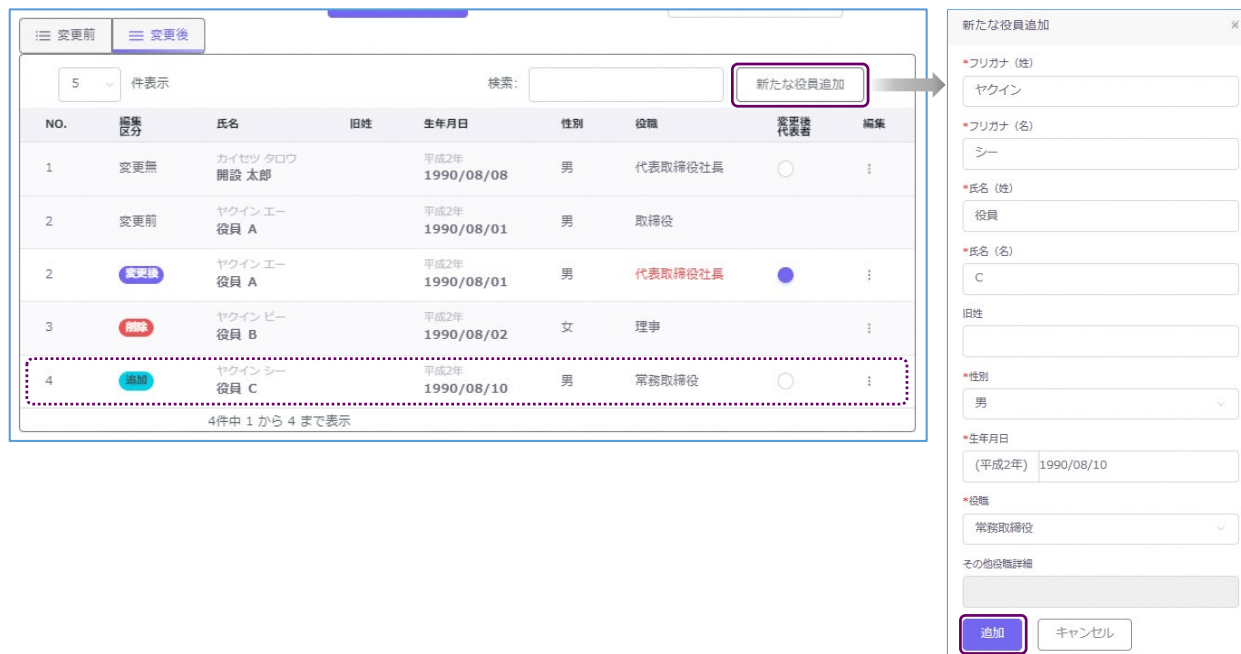 変更前
変更後
5 件表示 検索: 新たな役員追加
NO. 編集区分 氏名 旧姓 生年月日 性別 役職 変更後代表者 編集
カイセツ タロウ 平成2年
1 変更無 開設 太郎 1990/08/08 男 代表取締役社長
ヤクイン エー 平成2年
2 変更前 役員 A 1990/08/01 男 取締役
ヤクイン エー 平成2年
2 変更後 役員 A 1990/08/01 男 代表取締役社長
ヤクイン ビー 平成2年
3 削除 役員 B 1990/08/02 女 理事
ヤクイン シー 平成2年
4 追加 役員 C 1990/08/10 男 常務取締役
4件中 1 から 4 まで表示
新たな役員追加 ×
*フリガナ（姓）
ヤクイン
*フリガナ（名）
シー
*氏名（姓）
役員
*氏名（名）
C
旧姓
*性別
男
*生年月日
(平成2年) 1990/08/10
*役職
常務取締役
その他役職詳細
追加 キャンセル